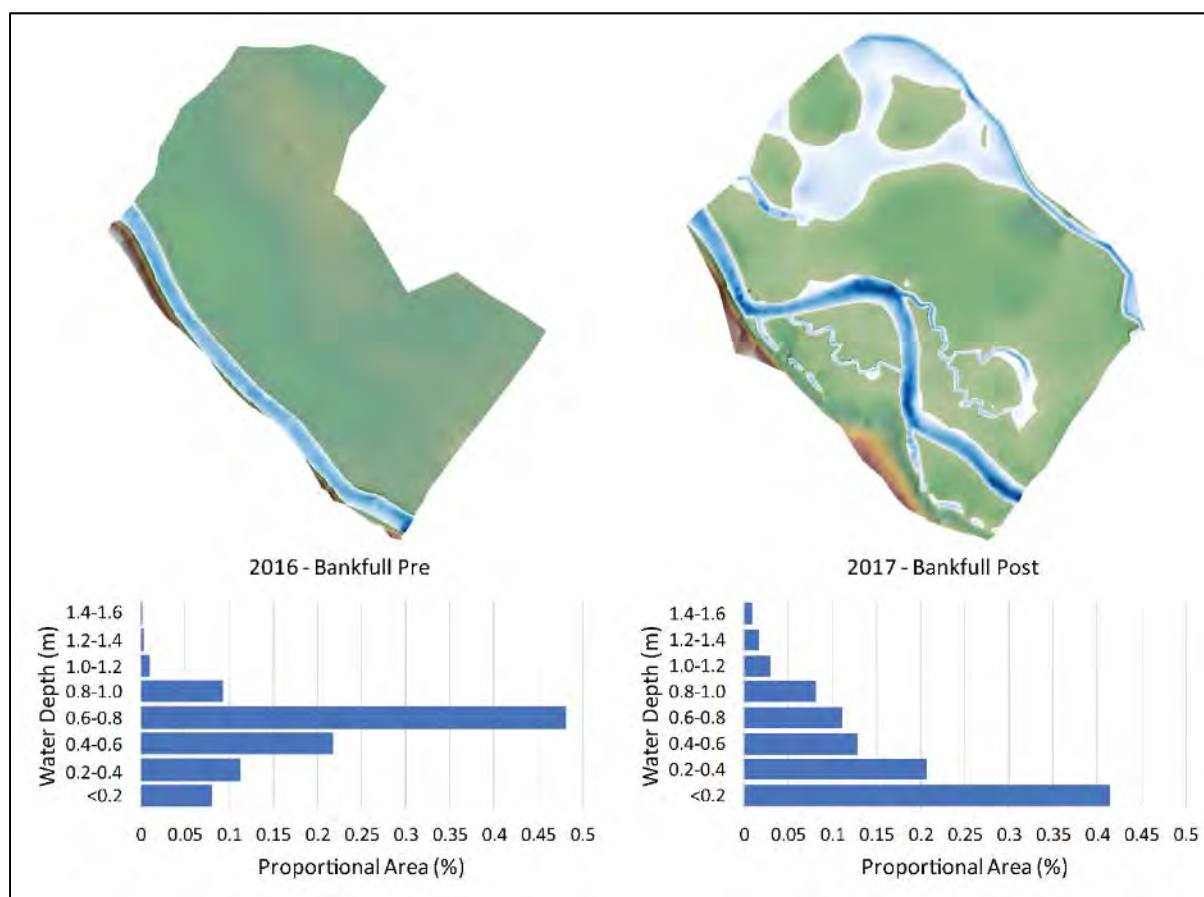 2016 - Bankfull Pre
2017 - Bankfull Post
Water Depth (m)
1.4-1.6
1.2-1.4
1.0-1.2
0.8-1.0
0.6-0.8
0.4-0.6
0.2-0.4
<0.2
0 0.05 0.1 0.15 0.2 0.25 0.3 0.35 0.4 0.45 0.5
Proportional Area (%)
Water Depth (m)
1.4-1.6
1.2-1.4
1.0-1.2
0.8-1.0
0.6-0.8
0.4-0.6
0.2-0.4
<0.2
0 0.05 0.1 0.15 0.2 0.25 0.3 0.35 0.4 0.45 0.5
Proportional Area (%)